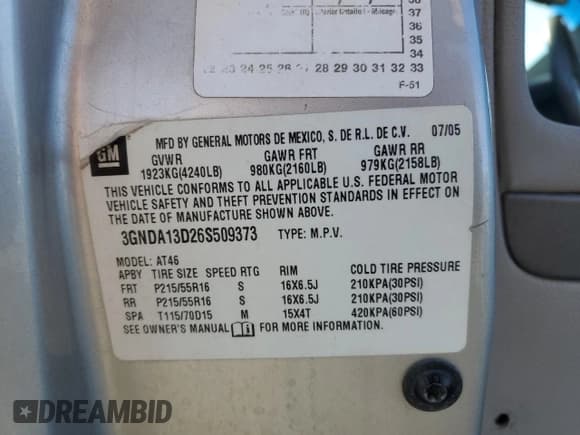 37
36
35
34
24 25 26 27 28 29 30 31 32 33
F-51
GM
MFD BY GENERAL MOTORS DE MEXICO, S. DE R.L. DE C.V. 07/05
GVWR GAWR FRT GAWR RR
1923KG(4240LB) 980KG(2160LB) 979KG(2158LB)
THIS VEHICLE CONFORMS TO ALL APPLICABLE U.S. FEDERAL MOTOR
VEHICLE SAFETY AND THEFT PREVENTION STANDARDS IN EFFECT ON
THE DATE OF MANUFACTURE SHOWN ABOVE.
3GNDA13D26S509373 TYPE: M.P.V.
MODEL: AT46
APBY TIRE SIZE SPEED RTG RIM COLD TIRE PRESSURE
FRT P215/55R16 S 16X6.5J 210KPA(30PSI)
RR P215/55R16 S 16X6.5J 210KPA(30PSI)
SPA T115/70D15 M 15X4T 420KPA(60PSI)
SEE OWNER'S MANUAL FOR MORE INFORMATION.
DREAMBID